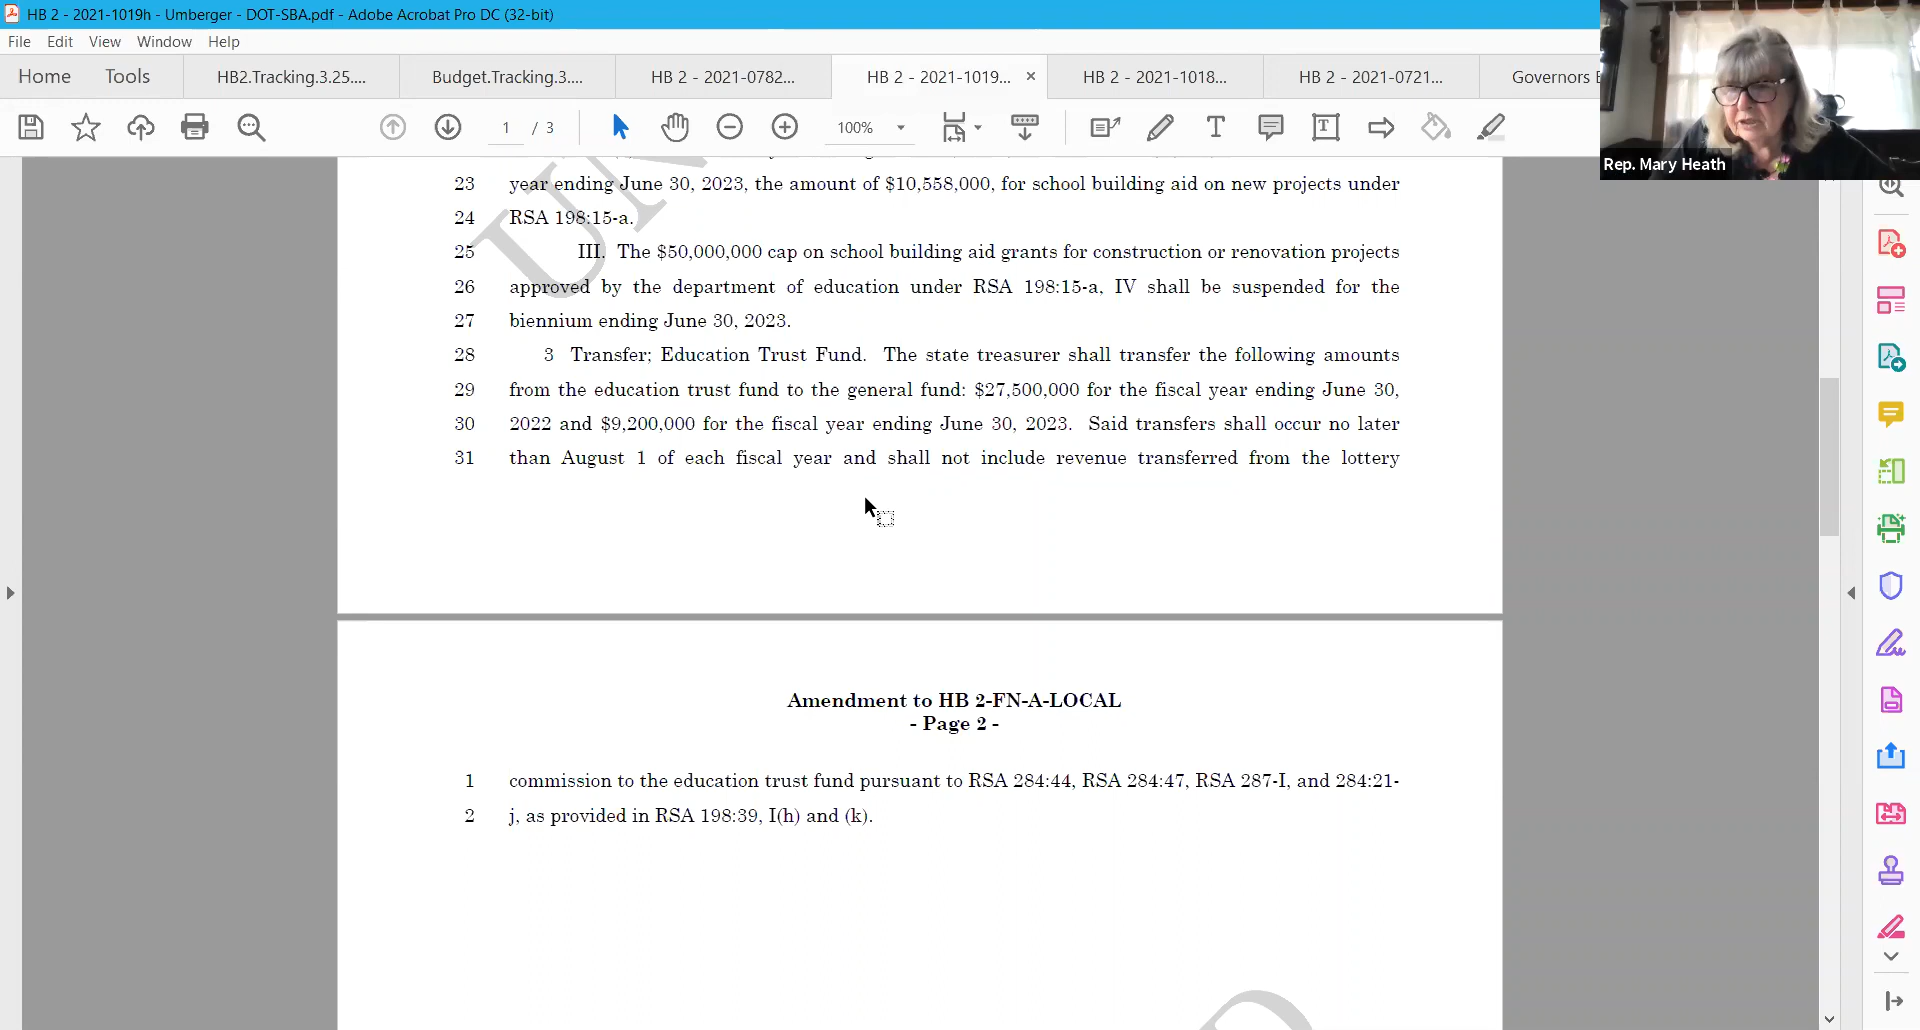 HB 2 - 2021-1019h - Umberger - DOT-SBA.pdf - Adobe Acrobat Pro DC (32-bit)
File Edit View Window Help
Home Tools HB2.Tracking.3.25.... Budget.Tracking.3.... HB 2 - 2021-0782... HB 2 - 2021-1019... × HB 2 - 2021-1018... HB 2 - 2021-0721... Governors
1 / 3 100%
Rep. Mary Heath
23 year ending June 30, 2023, the amount of $10,558,000, for school building aid on new projects under
24 RSA 198:15-a.
25 III. The $50,000,000 cap on school building aid grants for construction or renovation projects
26 approved by the department of education under RSA 198:15-a, IV shall be suspended for the
27 biennium ending June 30, 2023.
28 3 Transfer; Education Trust Fund. The state treasurer shall transfer the following amounts
29 from the education trust fund to the general fund: $27,500,000 for the fiscal year ending June 30,
30 2022 and $9,200,000 for the fiscal year ending June 30, 2023. Said transfers shall occur no later
31 than August 1 of each fiscal year and shall not include revenue transferred from the lottery
Amendment to HB 2-FN-A-LOCAL
- Page 2 -
1 commission to the education trust fund pursuant to RSA 284:44, RSA 284:47, RSA 287-I, and 284:21-
2 j, as provided in RSA 198:39, I(h) and (k).